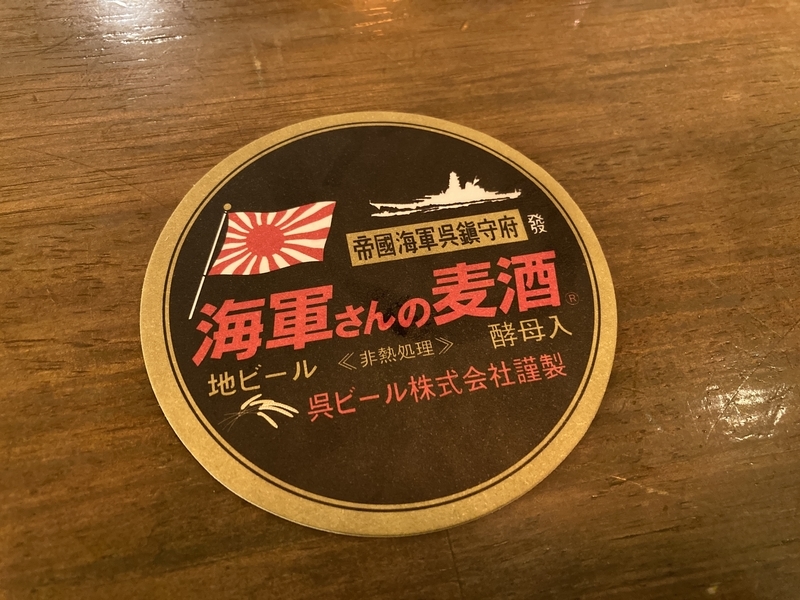 帝國海軍呉鎮守府發
海軍さんの麦酒®
地ビール 《非熱処理》 酵母入
呉ビール株式会社謹製